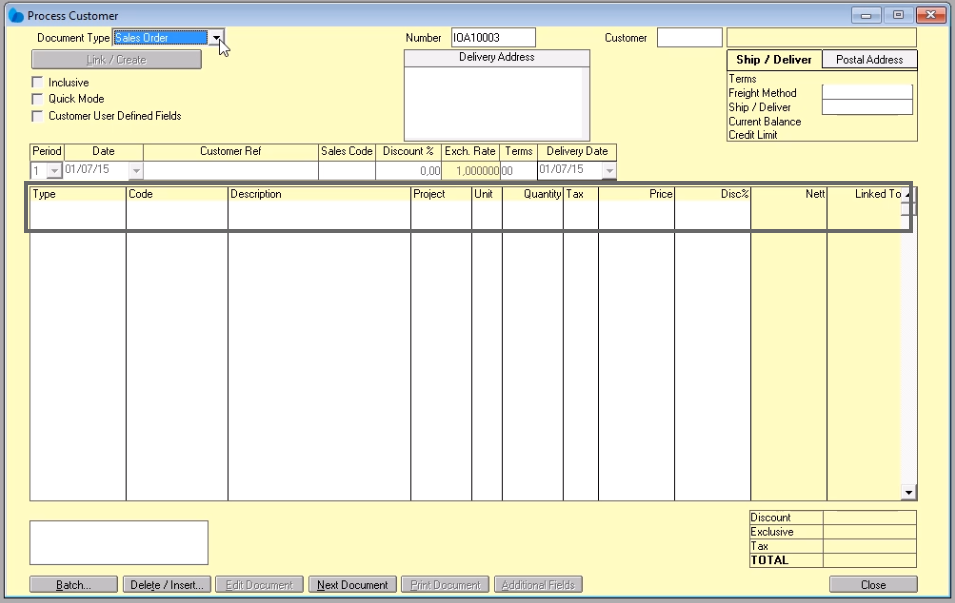 Process Customer
Document Type Sales Order Number IOA10003 Customer
Link / Create Delivery Address Ship / Deliver Postal Address
Inclusive
Quick Mode
Customer User Defined Fields
Terms
Freight Method
Ship / Deliver
Current Balance
Credit Limit
Period Date Customer Ref Sales Code Discount % Exch. Rate Terms Delivery Date
1 01/07/15 0,00 1,000000 00 01/07/15
Type Code Description Project Unit Quantity Tax Price Disc% Nett Linked To
Discount
Exclusive
Tax
TOTAL
Batch... Delete / Insert... Edit Document Next Document Print Document Additional Fields Close